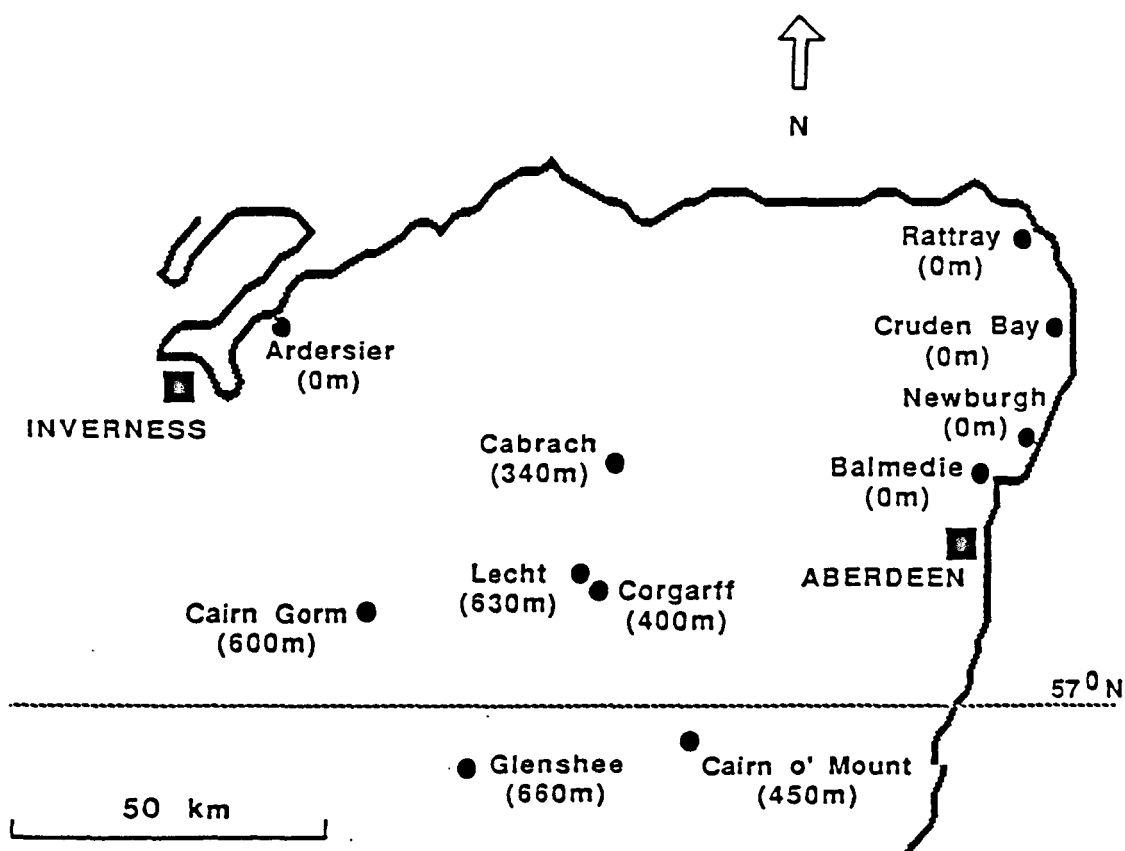 N
Rattray
(0m)
Cruden Bay
(0m)
Ardersier
(0m)
INVERNESS
Newburgh
(0m)
Cabrach
(340m)
Balmedie
(0m)
ABERDEEN
Lecht
(630m)
Corgarff
(400m)
Cairn Gorm
(600m)
57⁰N
Glenshee
(660m)
Cairn o' Mount
(450m)
50 km